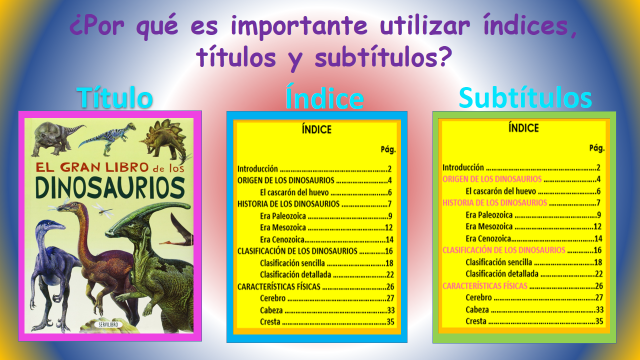 ¿Por qué es importante utilizar índices,
títulos y subtítulos?
Título
Índice
Subtítulos
EL GRAN LIBRO de los
DINOSAURIOS
SERVILIBRO
ÍNDICE
Pág.
Introducción ........................................................2
ORIGEN DE LOS DINOSAURIOS ......................4
El cascarón del huevo .........................6
HISTORIA DE LOS DINOSAURIOS ....................7
Era Paleozoica ...................................9
Era Mesozoica .................................12
Era Cenozoica..................................14
CLASIFICACIÓN DE LOS DINOSAURIOS ...........16
Clasificación sencilla .........................18
Clasificación detallada ......................22
CARACTERÍSTICAS FÍSICAS ............................26
Cerebro ..........................................27
Cabeza ...........................................33
Cresta .............................................35
ÍNDICE
Pág.
Introducción ........................................................2
ORIGEN DE LOS DINOSAURIOS ......................4
El cascarón del huevo .........................6
HISTORIA DE LOS DINOSAURIOS ....................7
Era Paleozoica ...................................9
Era Mesozoica .................................12
Era Cenozoica..................................14
CLASIFICACIÓN DE LOS DINOSAURIOS ...........16
Clasificación sencilla .........................18
Clasificación detallada ......................22
CARACTERÍSTICAS FÍSICAS ............................26
Cerebro ..........................................27
Cabeza ...........................................33
Cresta .............................................35